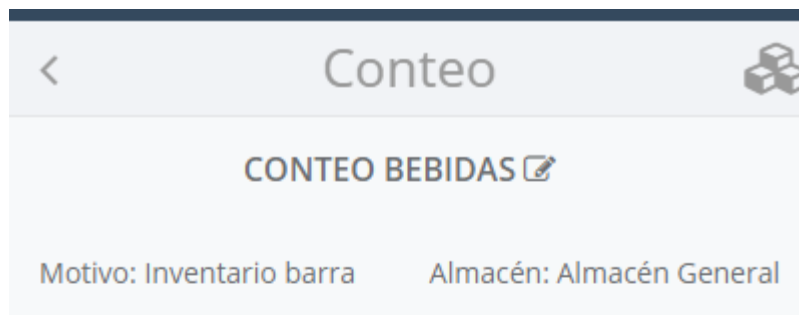 Conteo
CONTEO BEBIDAS
Motivo: Inventario barra Almacén: Almacén General